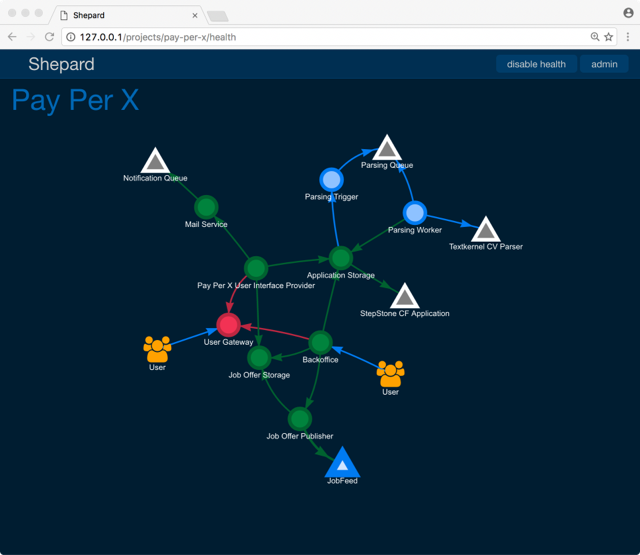 Shepard
127.0.0.1/projects/pay-per-x/health
Shepard
disable health
admin
Pay Per X
Parsing Queue
Notification Queue
Parsing Trigger
Mail Service
Parsing Worker
Textkernel CV Parser
Application Storage
Pay Per X User Interface Provider
StepStone CF Application
User Gateway
User
Backoffice
Job Offer Storage
User
Job Offer Publisher
JobFeed